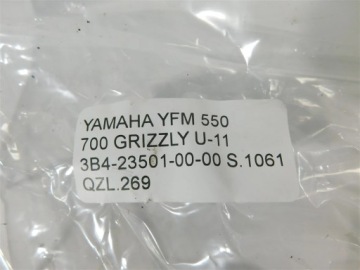 YAMAHA YFM 550
700 GRIZZLY U-11
3B4-23501-00-00 S.1061
QZL.269